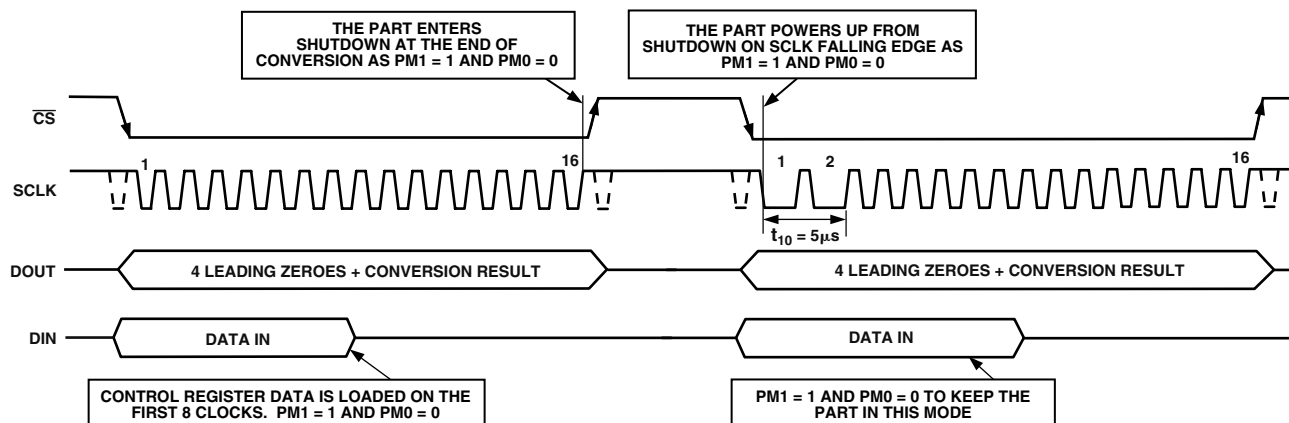 THE PART ENTERS
SHUTDOWN AT THE END OF
CONVERSION AS PM1 = 1 AND PM0 = 0
THE PART POWERS UP FROM
SHUTDOWN ON SCLK FALLING EDGE AS
PM1 = 1 AND PM0 = 0
CS
SCLK
1
16
1
2
16
t10 = 5μs
DOUT
4 LEADING ZEROES + CONVERSION RESULT
4 LEADING ZEROES + CONVERSION RESULT
DIN
DATA IN
DATA IN
CONTROL REGISTER DATA IS LOADED ON THE
FIRST 8 CLOCKS. PM1 = 1 AND PM0 = 0
PM1 = 1 AND PM0 = 0 TO KEEP THE
PART IN THIS MODE